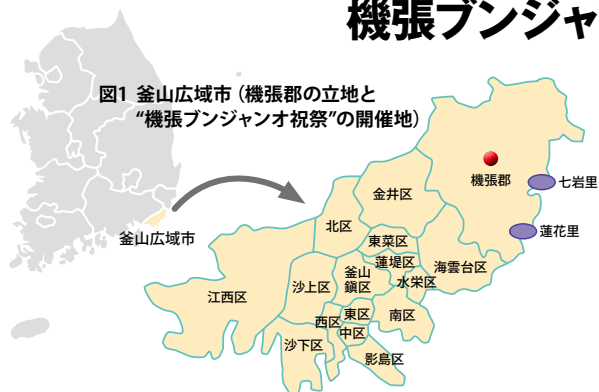 機張ブンジャ
図1 釜山広域市（機張郡の立地と
“機張ブンジャンオ祝祭”の開催地）
釜山広域市
機張郡
七岩里
蓮花里
金井区
北区
東菜区
蓮堤区
海雲台区
釜山
鎮区
水栄区
江西区
沙上区
東区
南区
西区
中区
沙下区
影島区